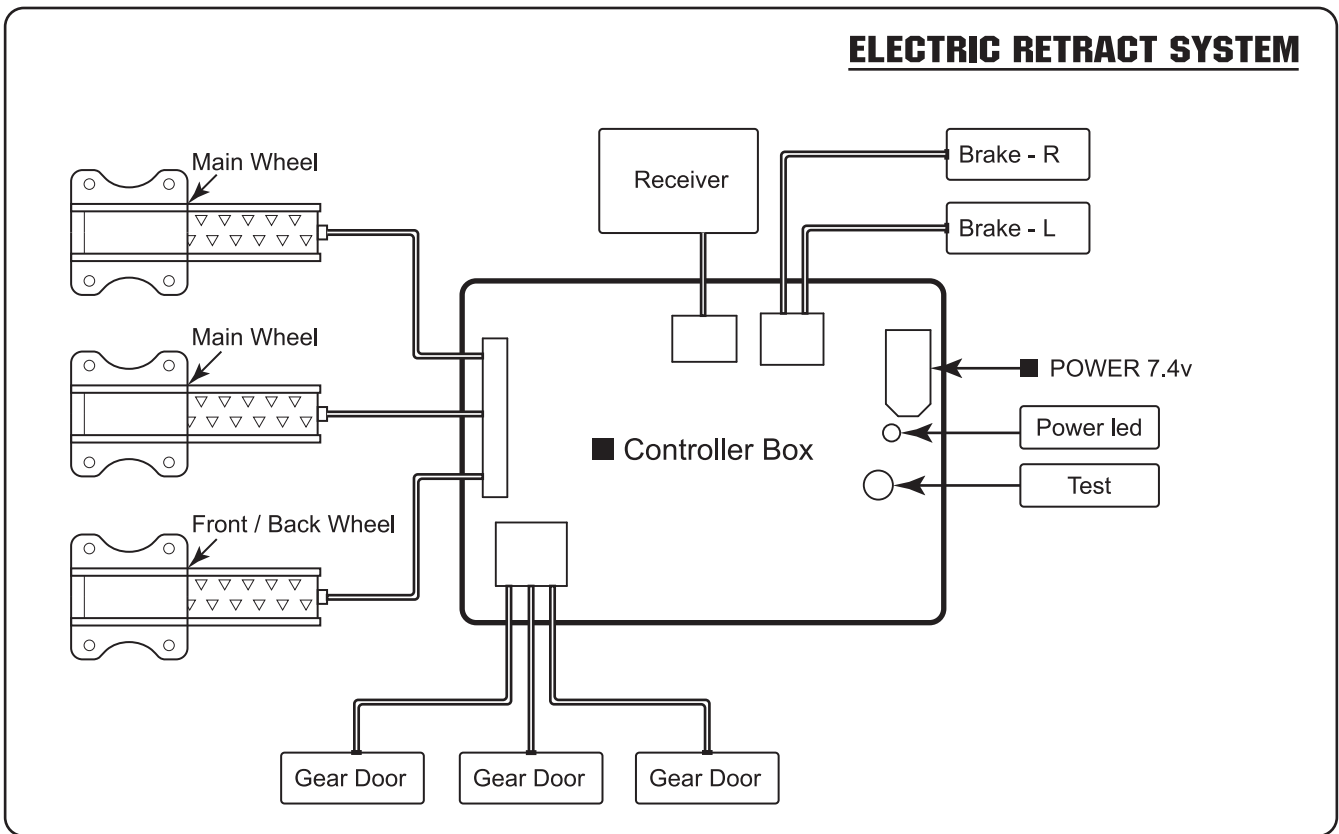 ELECTRIC RETRACT SYSTEM
Main Wheel
Receiver
Brake - R
Brake - L
Main Wheel
■ POWER 7.4v
Power led
■ Controller Box
Test
Front / Back Wheel
Gear Door
Gear Door
Gear Door